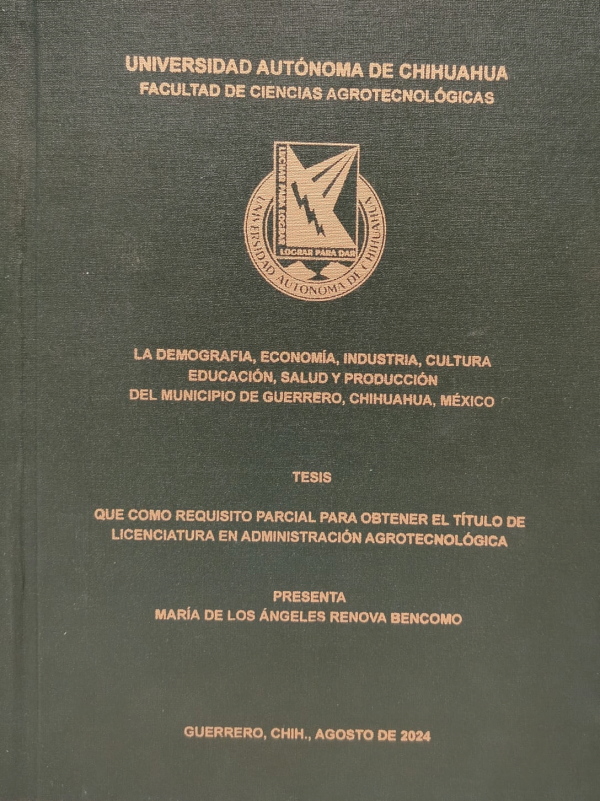 UNIVERSIDAD AUTÓNOMA DE CHIHUAHUA
FACULTAD DE CIENCIAS AGROTECNOLÓGICAS
LUCHAR PARA LOGRAR
LOGRAR PARA DAR
UNIVERSIDAD AUTONOMA DE CHIHUAHUA
LA DEMOGRAFIA, ECONOMÍA, INDUSTRIA, CULTURA
EDUCACIÓN, SALUD Y PRODUCCIÓN
DEL MUNICIPIO DE GUERRERO, CHIHUAHUA, MÉXICO
TESIS
QUE COMO REQUISITO PARCIAL PARA OBTENER EL TÍTULO DE
LICENCIATURA EN ADMINISTRACIÓN AGROTECNOLÓGICA
PRESENTA
MARÍA DE LOS ÁNGELES RENOVA BENCOMO
GUERRERO, CHIH., AGOSTO DE 2024